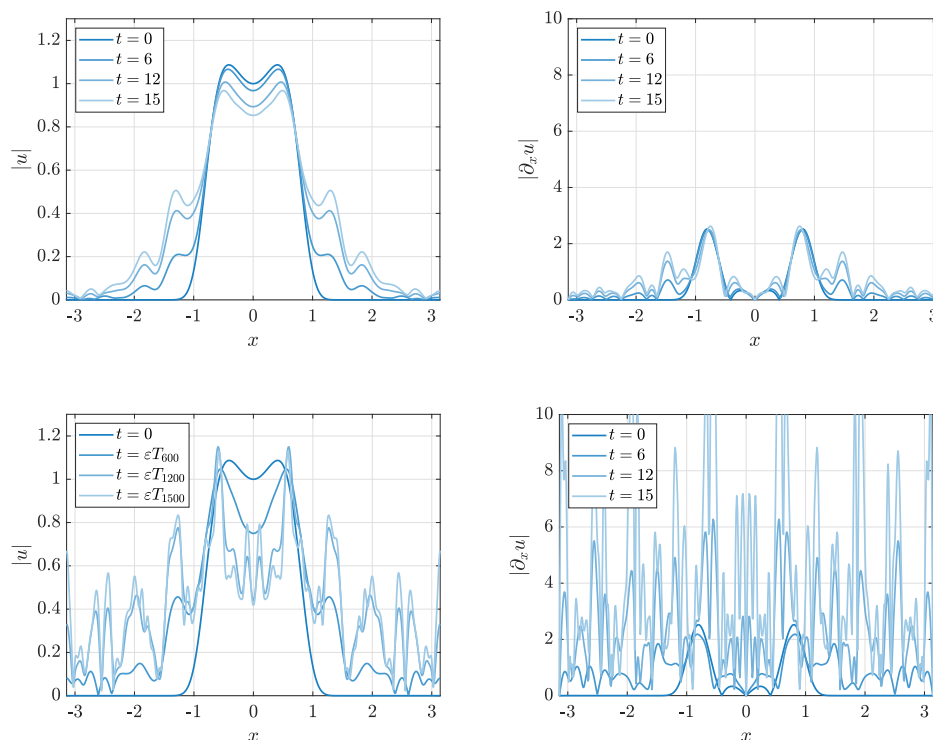 1.2
1
0.8
0.6
0.4
0.2
0
|u|
t = 0
t = 6
t = 12
t = 15
-3 -2 -1 0 1 2 3
x
10
8
6
4
2
0
|∂ₓu|
t = 0
t = 6
t = 12
t = 15
-3 -2 -1 0 1 2 3
x
1.2
1
0.8
0.6
0.4
0.2
0
|u|
t = 0
t = εT₆₀₀
t = εT₁₂₀₀
t = εT₁₅₀₀
-3 -2 -1 0 1 2 3
x
10
8
6
4
2
0
|∂ₓu|
t = 0
t = 6
t = 12
t = 15
-3 -2 -1 0 1 2 3
x